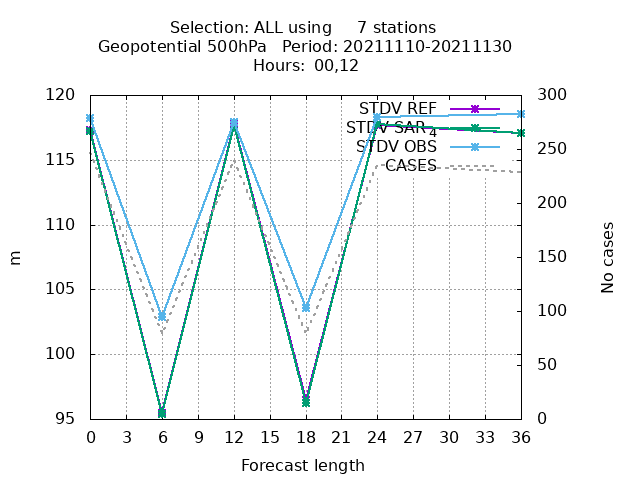 Selection: ALL using     7 stations
Geopotential 500hPa   Period: 20211110-20211130
Hours:  00,12
120
115
110
105
100
95
300
250
200
150
100
50
0
STDV REF
STDV SAR4
STDV OBS
CASES
m
No cases
0 3 6 9 12 15 18 21 24 27 30 33 36
Forecast length